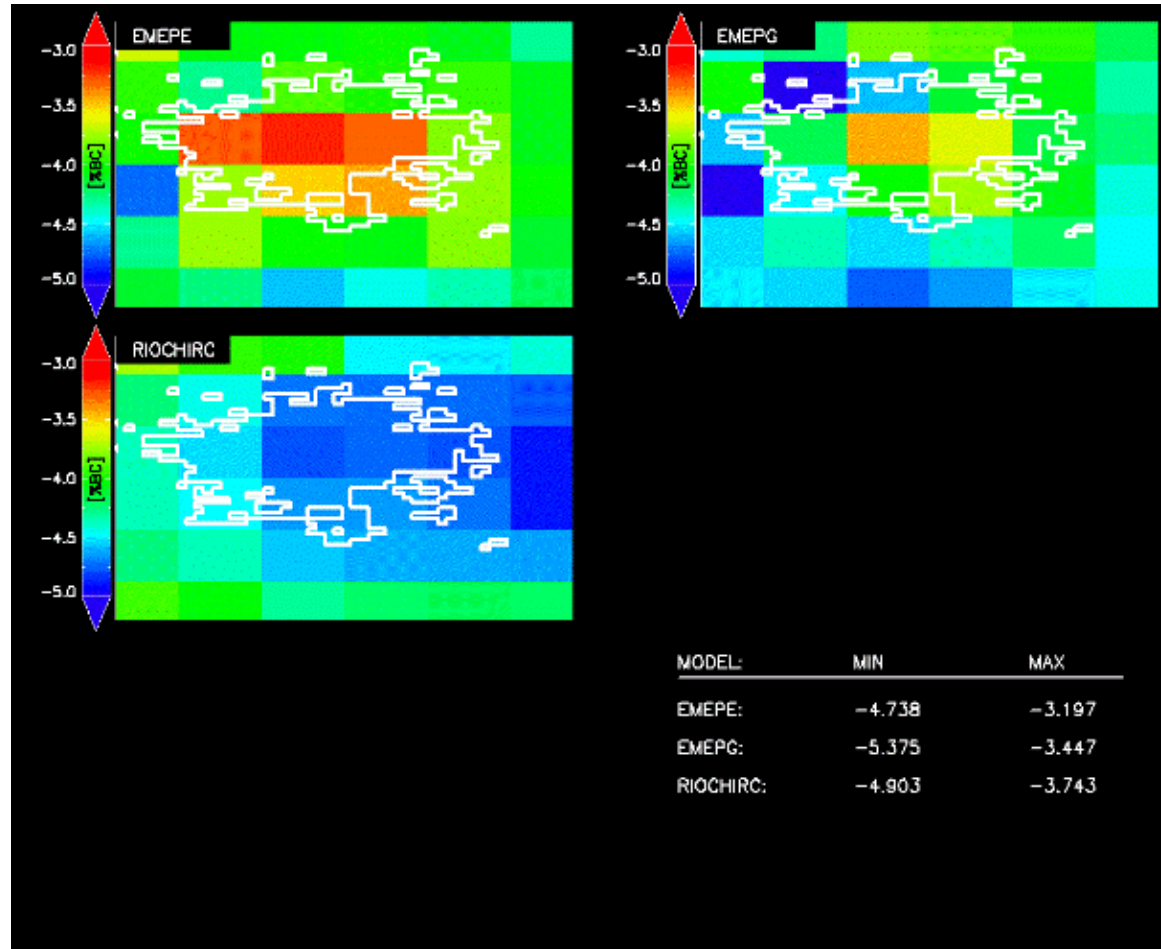 EMEPE
-3.0
-3.5
-4.0
-4.5
-5.0
[%BC]
EMEPG
-3.0
-3.5
-4.0
-4.5
-5.0
[%BC]
RIOCHIRC
-3.0
-3.5
-4.0
-4.5
-5.0
[%BC]
MODEL: MIN MAX
EMEPE: -4.738 -3.197
EMEPG: -5.375 -3.447
RIOCHIRC: -4.903 -3.743